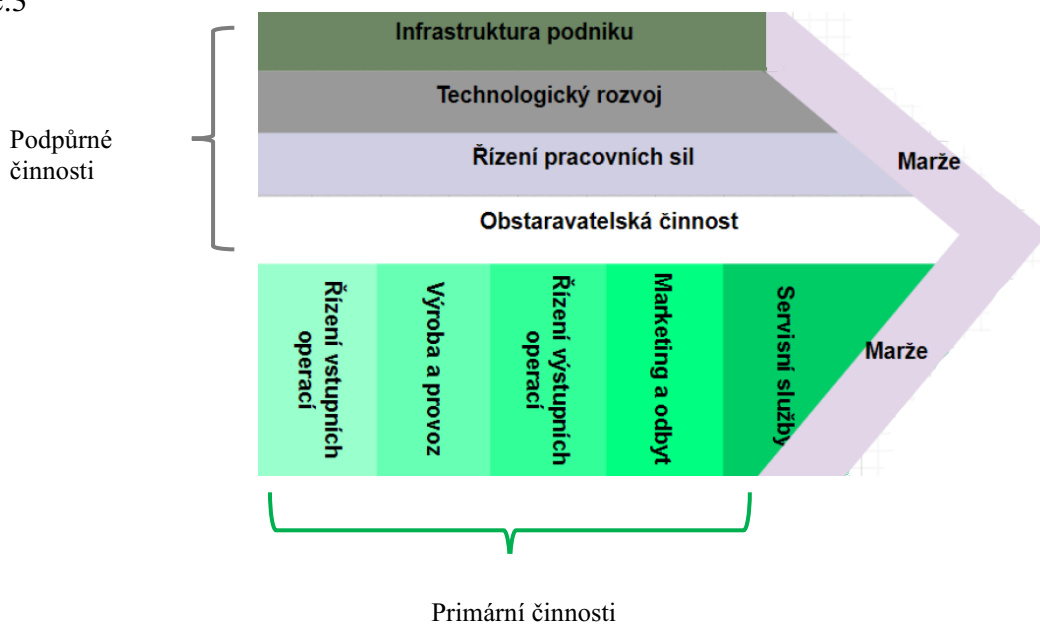 Infrastruktura podniku
Technologický rozvoj
Podpůrné
činnosti
Řízení pracovních sil
Marže
Obstaravatelská činnost
Řízení vstupních
operací
Výroba a provoz
Řízení výstupních
operací
Marketing a odbyt
Servisní služby
Marže
Primární činnosti